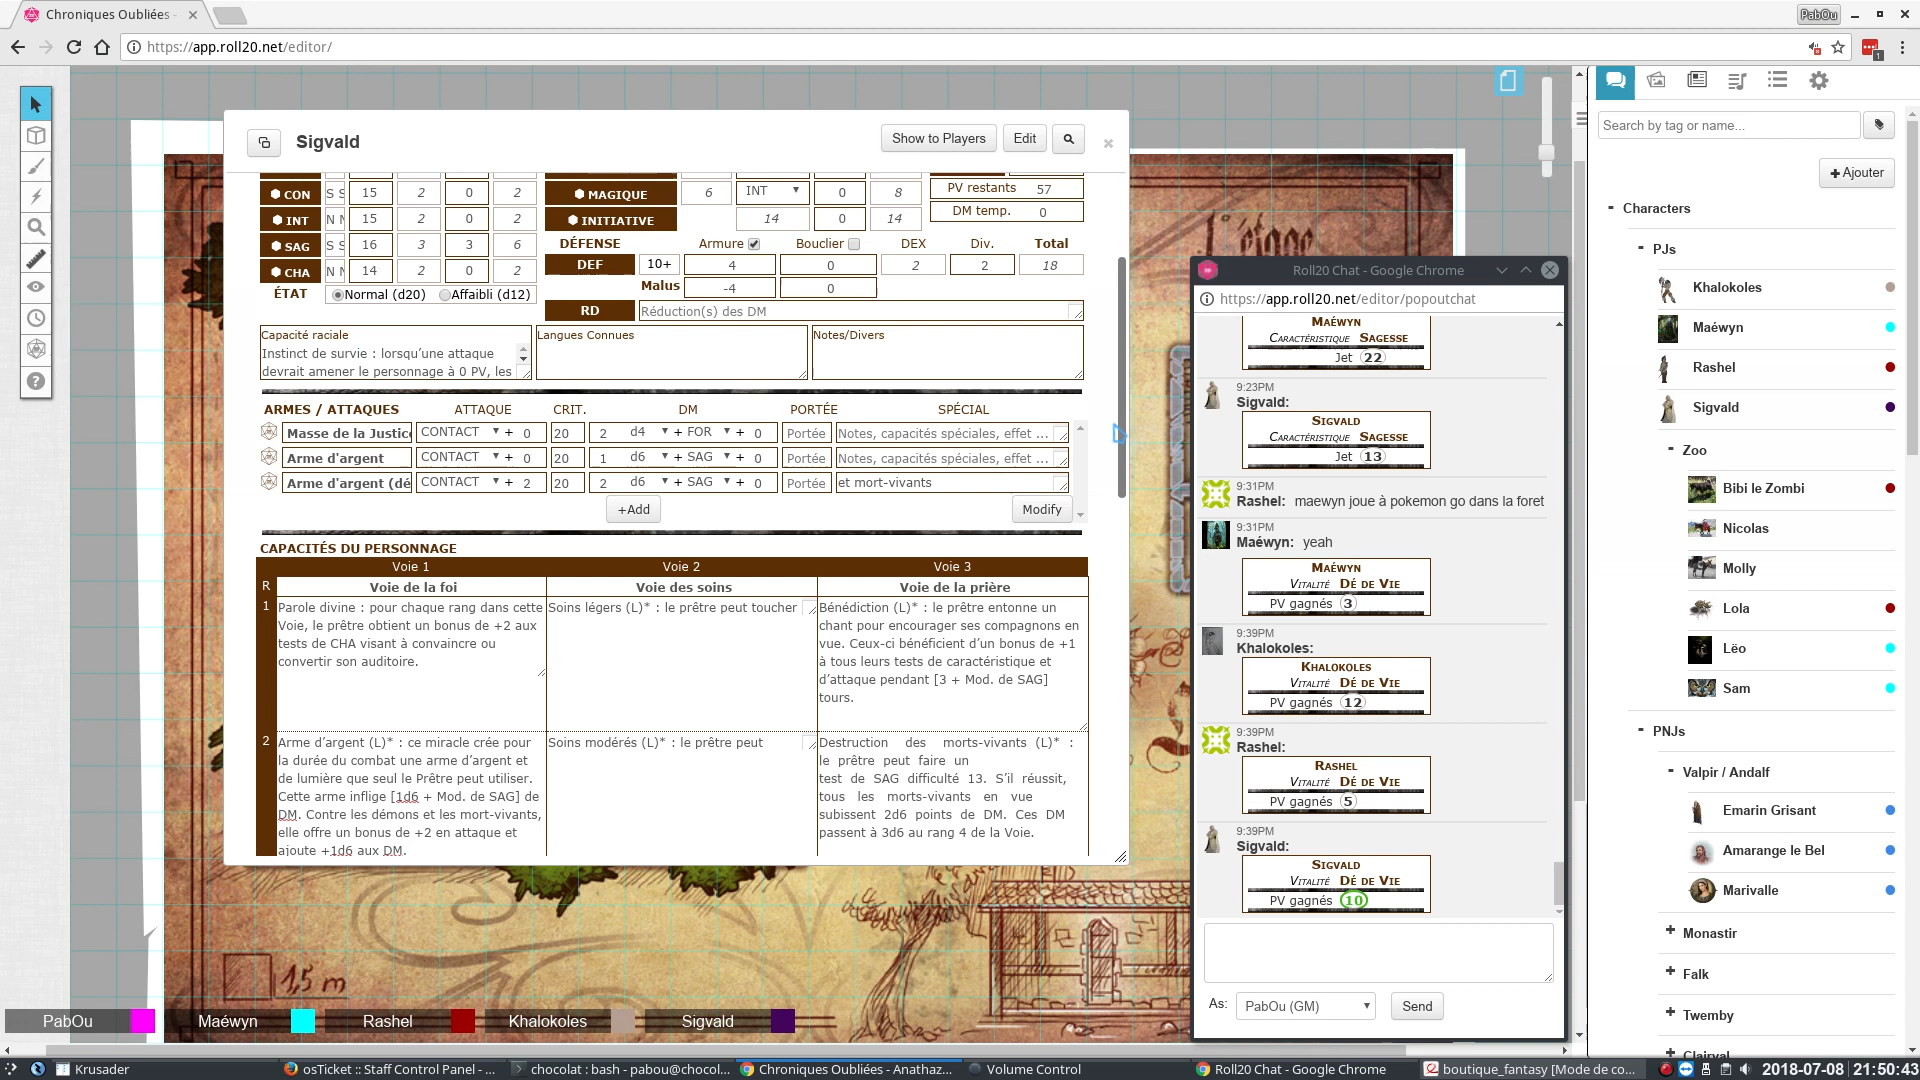 Chroniques Oubliées -
PabOu
https://app.roll20.net/editor/
Sigvald
Show to Players
Edit
CON
15
2
0
2
INT
N
15
2
0
2
SAG
16
3
3
6
CHA
14
2
0
2
ÉTAT
Normal (d20)
Affaibli (d12)
MAGIQUE
6
INT
0
8
INITIATIVE
14
0
14
DÉFENSE
Armure
Bouclier
DEX
Div.
Total
DEF
10+
4
0
2
2
18
Malus
-4
0
RD
Réduction(s) des DM
PV restants
57
DM temp.
0
Capacité raciale
Instinct de survie : lorsqu’une attaque
devrait amener le personnage à 0 PV, les
Langues Connues
Notes/Divers
ARMES / ATTAQUES
ATTAQUE
CRIT.
DM
PORTÉE
SPÉCIAL
Masse de la Justic
CONTACT
+ 0
20
2
d4
+ FOR
+ 0
Portée
Notes, capacités spéciales, effet ...
Arme d'argent
CONTACT
+ 0
20
1
d6
+ SAG
+ 0
Portée
Notes, capacités spéciales, effet ...
Arme d'argent (dé
CONTACT
+ 2
20
2
d6
+ SAG
+ 0
Portée
et mort-vivants
+Add
Modify
CAPACITÉS DU PERSONNAGE
Voie 1
Voie 2
Voie 3
R
Voie de la foi
Voie des soins
Voie de la prière
1
Parole divine : pour chaque rang dans cette
Voie, le prêtre obtient un bonus de +2 aux
tests de CHA visant à convaincre ou
convertir son auditoire.
Soins légers (L)* : le prêtre peut toucher
Bénédiction (L)* : le prêtre entonne un
chant pour encourager ses compagnons en
vue. Ceux-ci bénéficient d’un bonus de +1
à tous leurs tests de caractéristique et
d’attaque pendant [3 + Mod. de SAG]
tours.
2
Arme d’argent (L)* : ce miracle crée pour
la durée du combat une arme d’argent et
de lumière que seul le Prêtre peut utiliser.
Cette arme inflige [1d6 + Mod. de SAG] de
DM. Contre les démons et les mort-vivants,
elle offre un bonus de +2 en attaque et
ajoute +1d6 aux DM.
Soins modérés (L)* : le prêtre peut
Destruction des morts-vivants (L)* :
le prêtre peut faire un
test de SAG difficulté 13. S’il réussit,
tous les morts-vivants en vue
subissent 2d6 points de DM. Ces DM
passent à 3d6 au rang 4 de la Voie.
1,5 m
PabOu
Maéwyn
Rashel
Khalokoles
Sigvald
Roll20 Chat - Google Chrome
https://app.roll20.net/editor/popoutchat
Maéwyn
Caractéristique Sagesse
Jet 22
9:23PM
Sigvald:
Sigvald
Caractéristique Sagesse
Jet 13
9:31PM
Rashel: maewyn joue à pokemon go dans la foret
9:31PM
Maéwyn: yeah
Maéwyn
Vitalité Dé de Vie
PV gagnés 3
9:39PM
Khalokoles:
Khalokoles
Vitalité Dé de Vie
PV gagnés 12
9:39PM
Rashel:
Rashel
Vitalité Dé de Vie
PV gagnés 5
9:39PM
Sigvald:
Sigvald
Vitalité Dé de Vie
PV gagnés 10
As:
PabOu (GM)
Send
Search by tag or name...
+ Ajouter
Characters
PJs
Khalokoles
Maéwyn
Rashel
Sigvald
Zoo
Bibi le Zombi
Nicolas
Molly
Lola
Lëo
Sam
PNJs
Valpir / Andalf
Emarin Grisant
Amarange le Bel
Marivalle
Monastir
Falk
Twemby
Clairval
Krusader
osTicket :: Staff Control Panel - ...
chocolat : bash - pabou@chocol...
Chroniques Oubliées - Anathaz...
Volume Control
Roll20 Chat - Google Chrome
boutique_fantasy [Mode de co...
2018-07-08
21:50:43